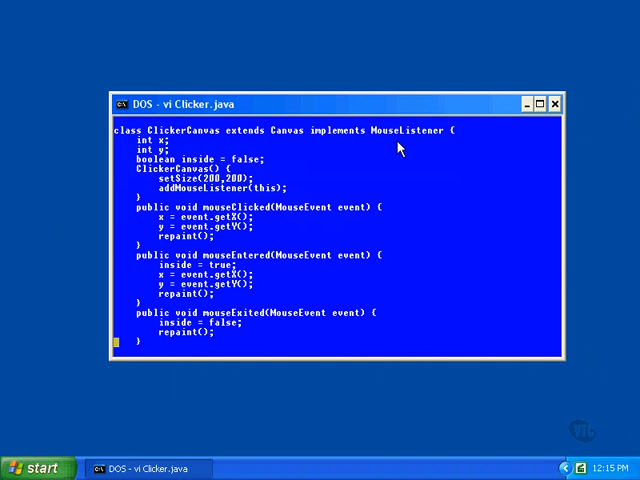 DOS - vi Clicker.java
class ClickerCanvas extends Canvas implements MouseListener {
    int x;
    int y;
    boolean inside = false;
    ClickerCanvas() {
        setSize(200,200);
        addMouseListener(this);
    }
    public void mouseClicked(MouseEvent event) {
        x = event.getX();
        y = event.getY();
        repaint();
    }
    public void mouseEntered(MouseEvent event) {
        inside = true;
        x = event.getX();
        y = event.getY();
        repaint();
    }
    public void mouseExited(MouseEvent event) {
        inside = false;
        repaint();
    }
VTC
start
DOS - vi Clicker.java
12:15 PM